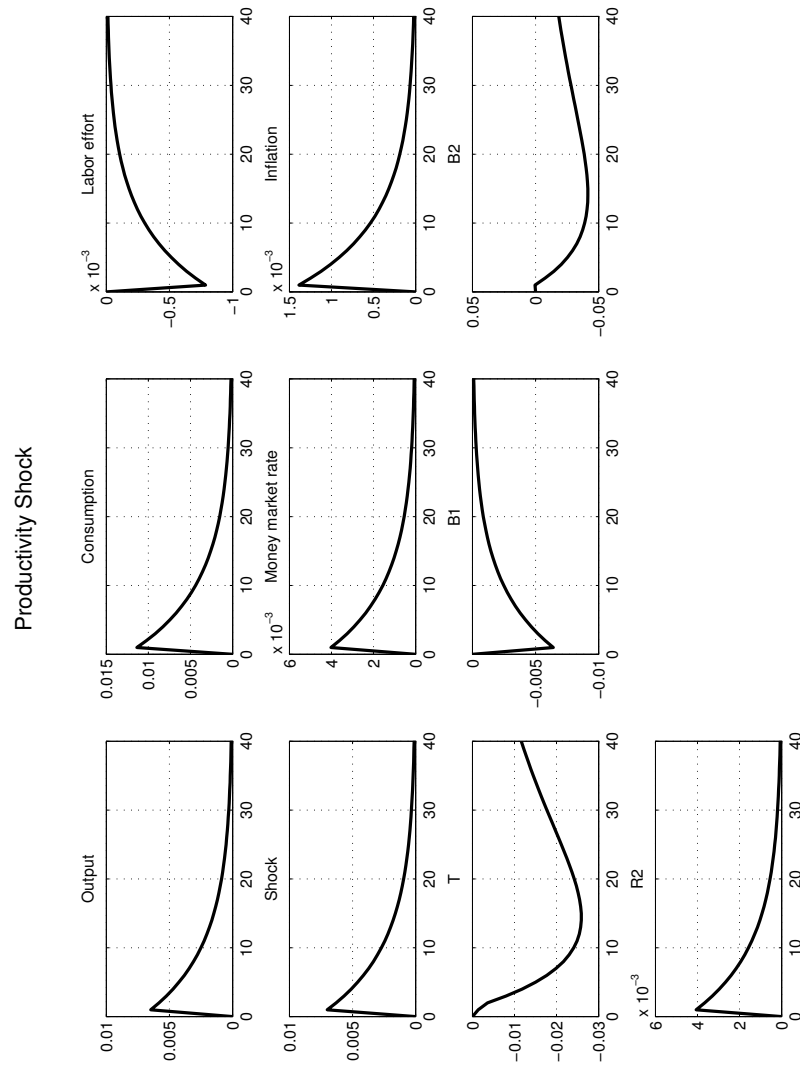 Productivity Shock
Output
0.01
0.005
0
0 10 20 30 40
Consumption
0.015
0.01
0.005
0
0 10 20 30 40
Labor effort
x 10⁻³
0
−0.5
−1
0 10 20 30 40
Shock
0.01
0.005
0
0 10 20 30 40
Money market rate
x 10⁻³
6
4
2
0
0 10 20 30 40
Inflation
x 10⁻³
1.5
1
0.5
0
0 10 20 30 40
T
0
−0.01
−0.02
−0.03
0 10 20 30 40
B1
0
−0.005
−0.01
0 10 20 30 40
B2
0.05
0
−0.05
0 10 20 30 40
R2
x 10⁻³
6
4
2
0
0 10 20 30 40